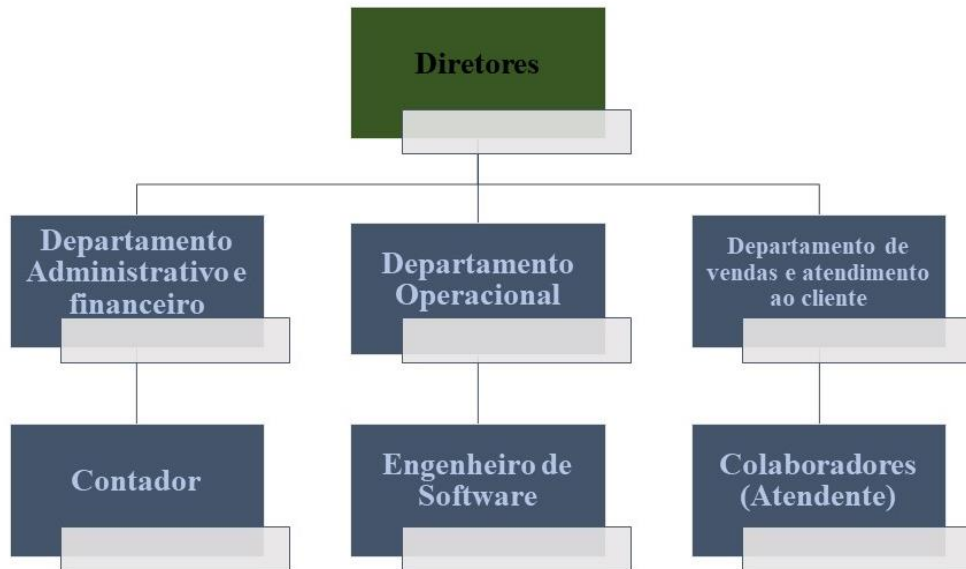 Diretores
Departamento
Administrativo e
financeiro
Departamento
Operacional
Departamento de
vendas e atendimento
ao cliente
Contador
Engenheiro de
Software
Colaboradores
(Atendente)